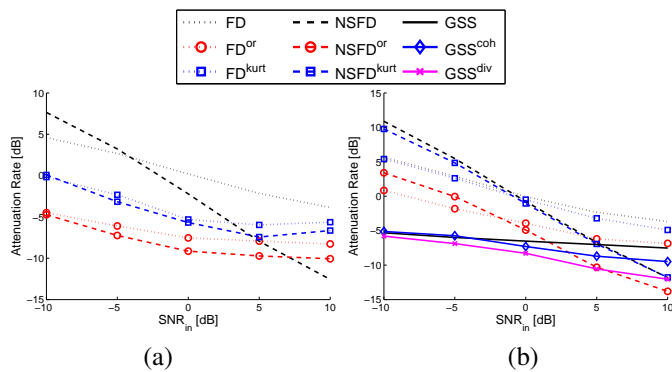 FD NSFD GSS
FD^or NSFD^or GSS^coh
FD^kurt NSFD^kurt GSS^div
10
5
0
−5
−10
−15
Attenuation Rate [dB]
−10 −5 0 5 10
SNR_in [dB]
(a)
15
10
5
0
−5
−10
−15
Attenuation Rate [dB]
−10 −5 0 5 10
SNR_in [dB]
(b)